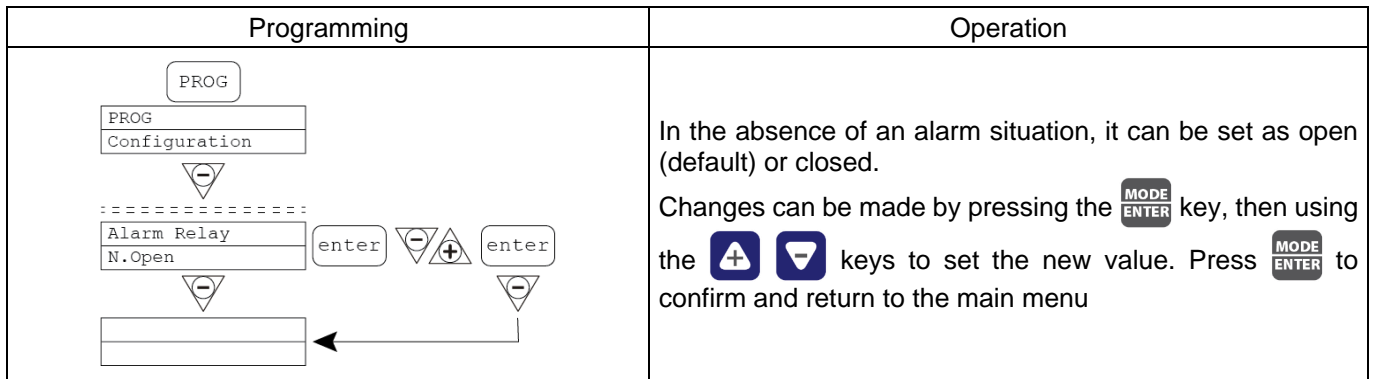 Programming
Operation
PROG
PROG
Configuration
Alarm Relay
N.Open
enter
enter
In the absence of an alarm situation, it can be set as open
(default) or closed.
Changes can be made by pressing the MODE ENTER key, then using
the + - keys to set the new value. Press MODE ENTER to
confirm and return to the main menu